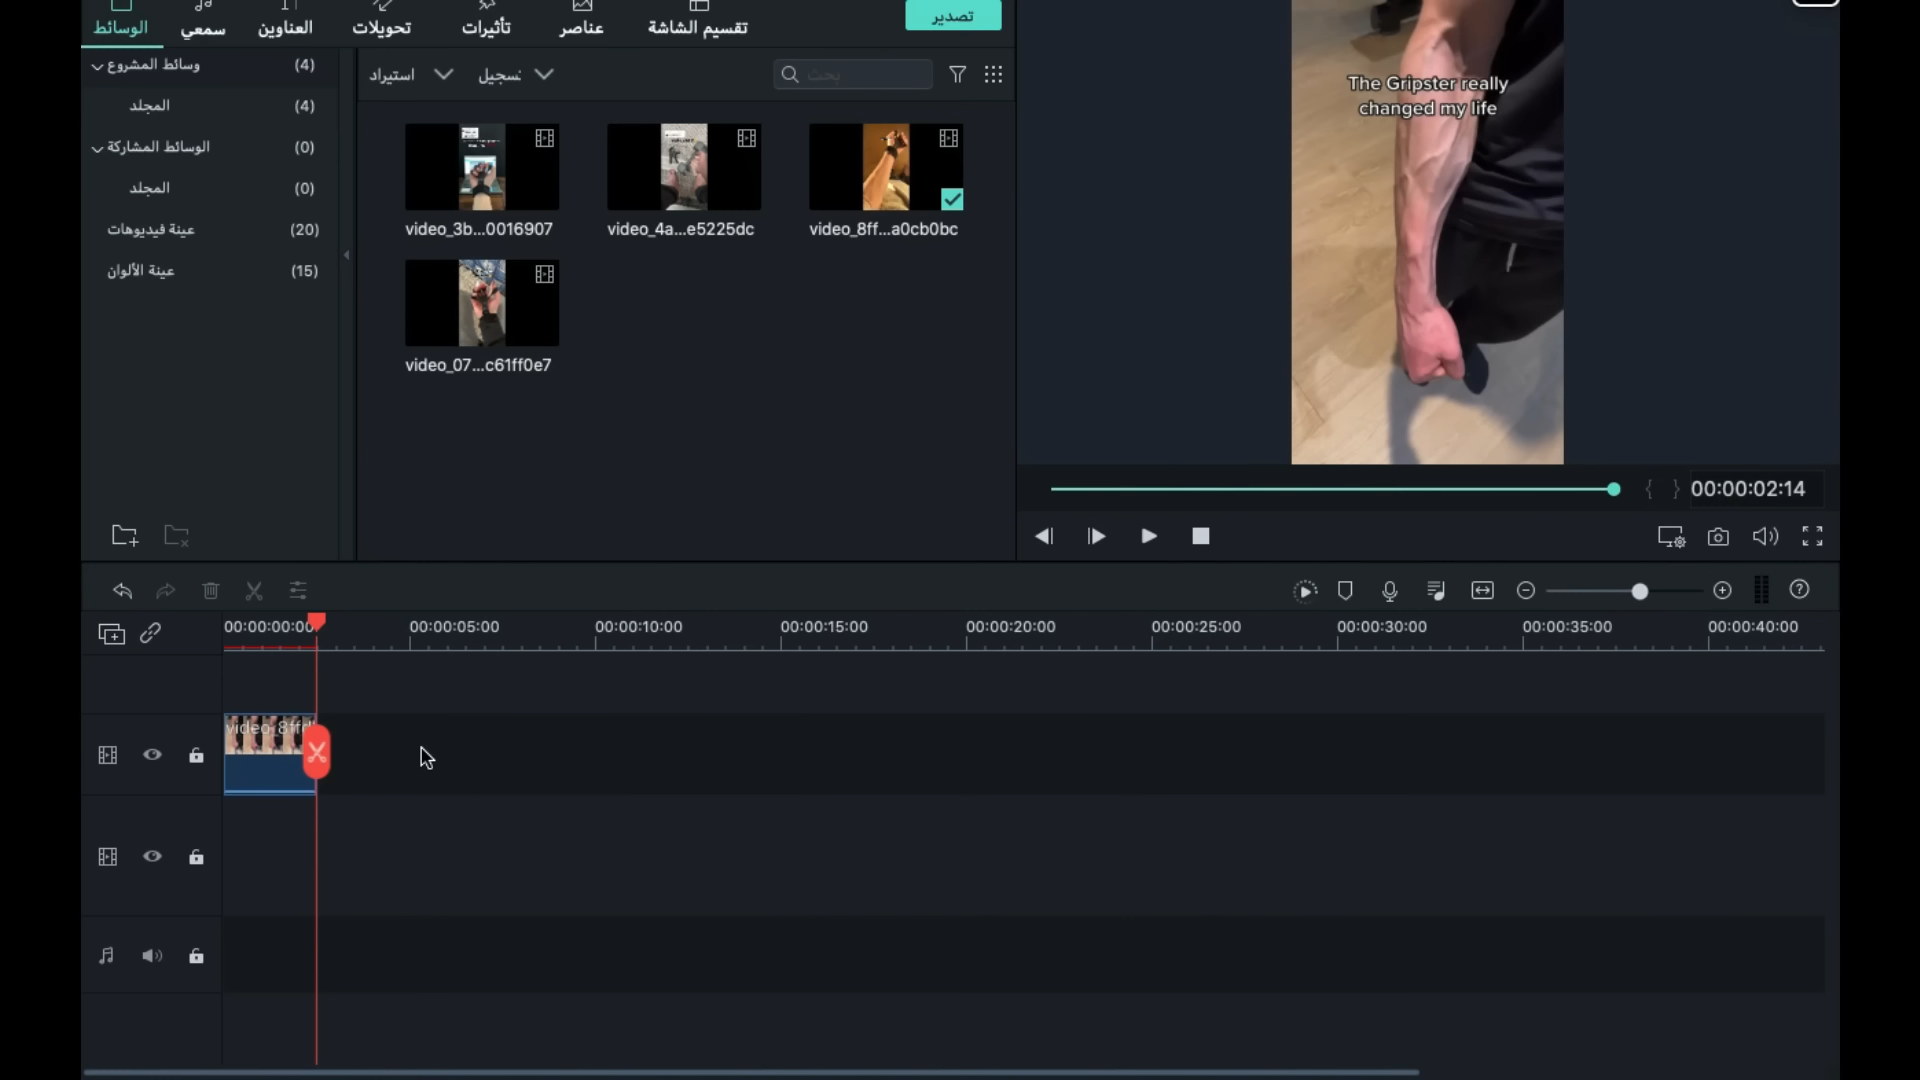 الوسائط
سمعي
العناوين
تحويلات
تأثيرات
عناصر
تقسيم الشاشة
تصدير
وسائط المشروع (4)
المجلد (4)
الوسائط المشاركة (0)
المجلد (0)
عينة فيديوهات (20)
عينة الألوان (15)
استيراد
تسجيل
بحث
video_3b...0016907
video_4a...e5225dc
video_8ff...a0cb0bc
video_07...c61ff0e7
The Gripster really
changed my life
{ } 00:00:02:14
00:00:00:00
00:00:05:00
00:00:10:00
00:00:15:00
00:00:20:00
00:00:25:00
00:00:30:00
00:00:35:00
00:00:40:00
video_8ffd